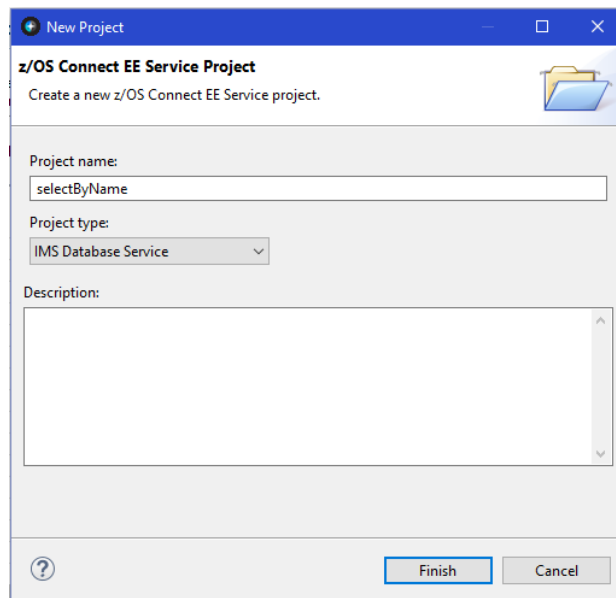 New Project
z/OS Connect EE Service Project
Create a new z/OS Connect EE Service project.
Project name:
selectByName
Project type:
IMS Database Service
Description:
?
Finish
Cancel